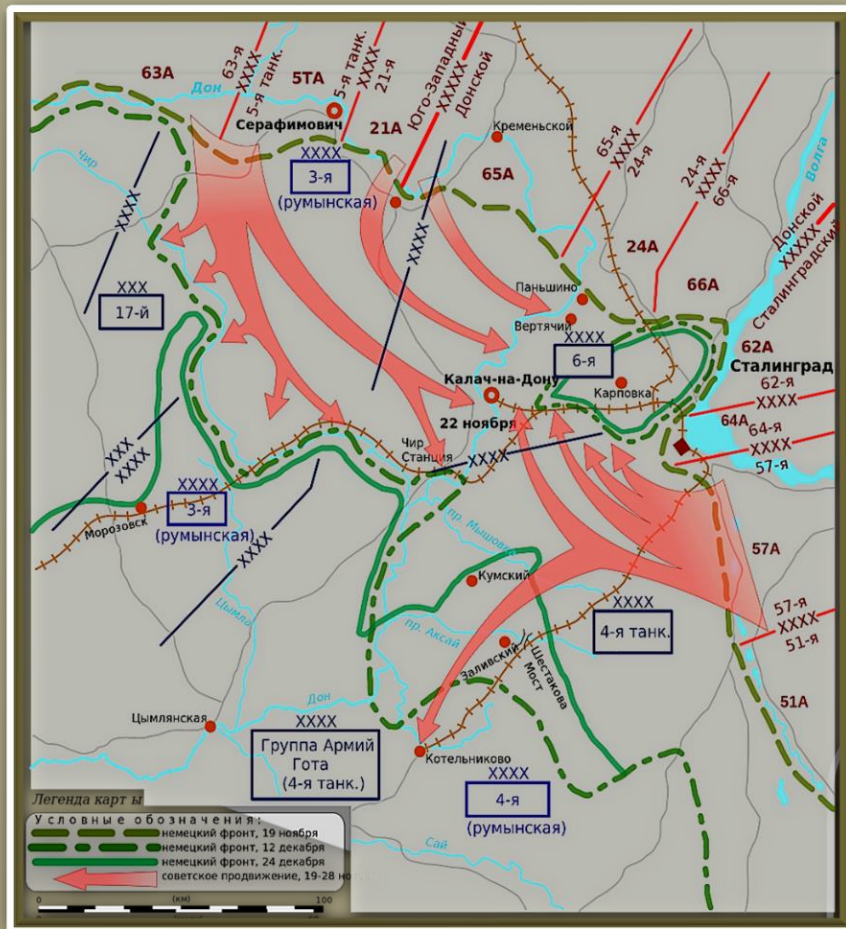 63А
63-я
XXXX
5-я танк.
5ТА
5-я танк.
XXXX
21-я
Юго-Западный
XXXXX
Донской
Дон
Серафимович
21А
Кременьской
65-я
XXXX
24-я
24-я
XXXX
66-я
Волга
Чир
XXXX
3-я
(румынская)
65А
Донской
XXXXX
Сталинградский
XXXX
XXXX
24А
66А
Паньшино
Вертячий
XXX
17-й
XXXX
6-я
62А
Сталинград
Калач-на-Дону
Карповка
62-я
XXXX
22 ноября
64А
64-я
XXXX
57-я
Чир
Станция
XXXX
XXX
XXXX
XXXX
3-я
(румынская)
Морозовск
XXXX
пр. Мышовка
57А
Кумский
57-я
XXXX
51-я
Цымла
XXXX
4-я танк.
пр. Аксай
Заливский
Шестакова
Мост
51А
Дон
Цымлянская
XXXX
Группа Армий
Гота
(4-я танк.)
Котельниково
XXXX
4-я
(румынская)
Сай
Легенда карт ы
Условные обозначения:
немецкий фронт, 19 ноября
немецкий фронт, 12 декабря
немецкий фронт, 24 декабря
советское продвижение, 19-28
0 (км) 100